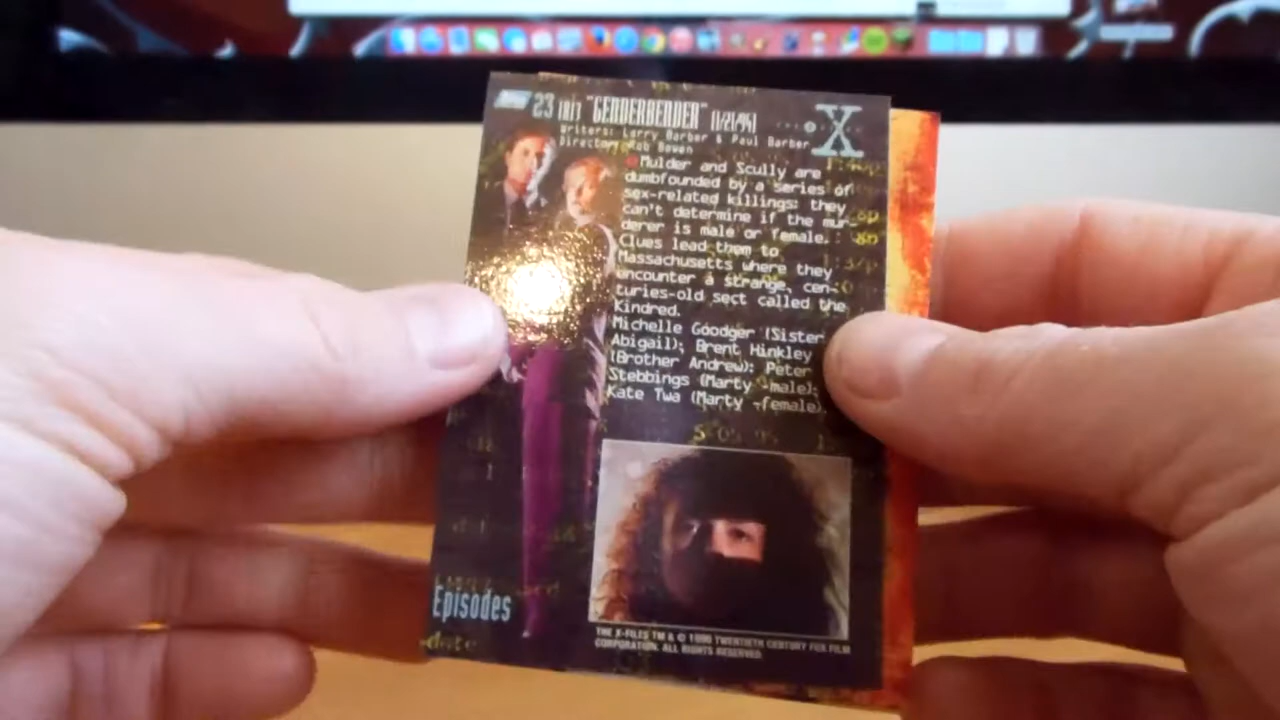 23 1X13 "GENDERBENDER" (1/21/94)
X
Writers: Larry Barber & Paul Barber
Director: Rob Bowen
Mulder and Scully are
dumbfounded by a series of
sex-related killings: they
can't determine if the mur-
derer is male or female.
Clues lead them to
Massachusetts where they
encounter a strange, cen-
turies-old sect called the
Kindred.
Michelle Goodger (Sister
Abigail); Brent Hinkley
(Brother Andrew); Peter
Stebbings (Marty -male);
Kate Twa (Marty -female).
Episodes
date
THE X-FILES TM & © 1996 TWENTIETH CENTURY FOX FILM
CORPORATION. ALL RIGHTS RESERVED.